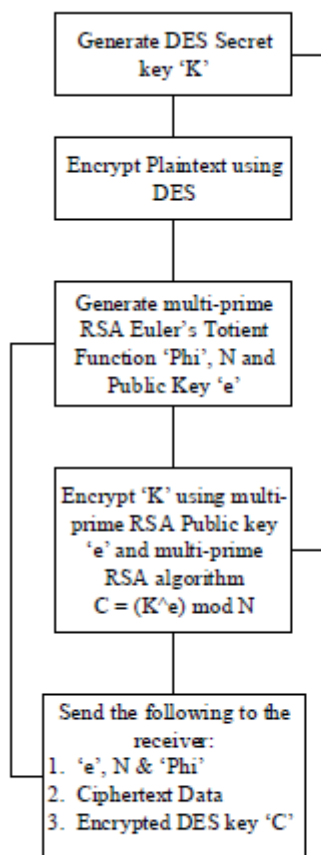 Generate DES Secret
key ‘K’
Encrypt Plaintext using
DES
Generate multi-prime
RSA Euler’s Totient
Function ‘Phi’, N and
Public Key ‘e’
Encrypt ‘K’ using multi-
prime RSA Public key
‘e’ and multi-prime
RSA algorithm
C = (K^e) mod N
Send the following to the
receiver:
1. ‘e’, N & ‘Phi’
2. Ciphertext Data
3. Encrypted DES key ‘C’